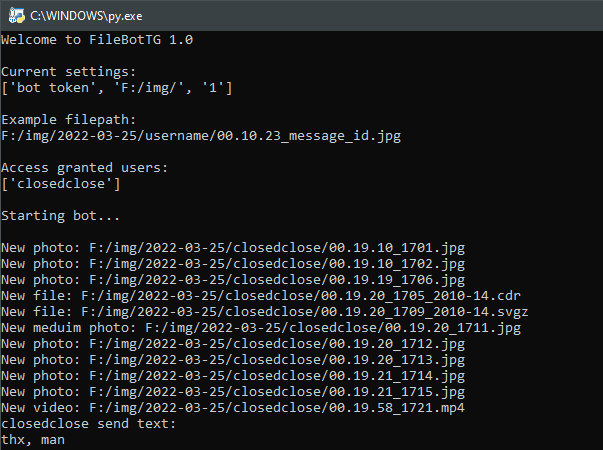 C:\WINDOWS\py.exe
Welcome to FileBotTG 1.0
Current settings:
['bot token', 'F:/img/', '1']
Example filepath:
F:/img/2022-03-25/username/00.10.23_message_id.jpg
Access granted users:
['closedclose']
Starting bot...
New photo: F:/img/2022-03-25/closedclose/00.19.10_1701.jpg
New photo: F:/img/2022-03-25/closedclose/00.19.10_1702.jpg
New photo: F:/img/2022-03-25/closedclose/00.19.19_1706.jpg
New file: F:/img/2022-03-25/closedclose/00.19.20_1705_2010-14.cdr
New file: F:/img/2022-03-25/closedclose/00.19.20_1709_2010-14.svgz
New meduim photo: F:/img/2022-03-25/closedclose/00.19.20_1711.jpg
New photo: F:/img/2022-03-25/closedclose/00.19.20_1712.jpg
New photo: F:/img/2022-03-25/closedclose/00.19.20_1713.jpg
New photo: F:/img/2022-03-25/closedclose/00.19.21_1714.jpg
New photo: F:/img/2022-03-25/closedclose/00.19.21_1715.jpg
New video: F:/img/2022-03-25/closedclose/00.19.58_1721.mp4
closedclose send text:
thx, man